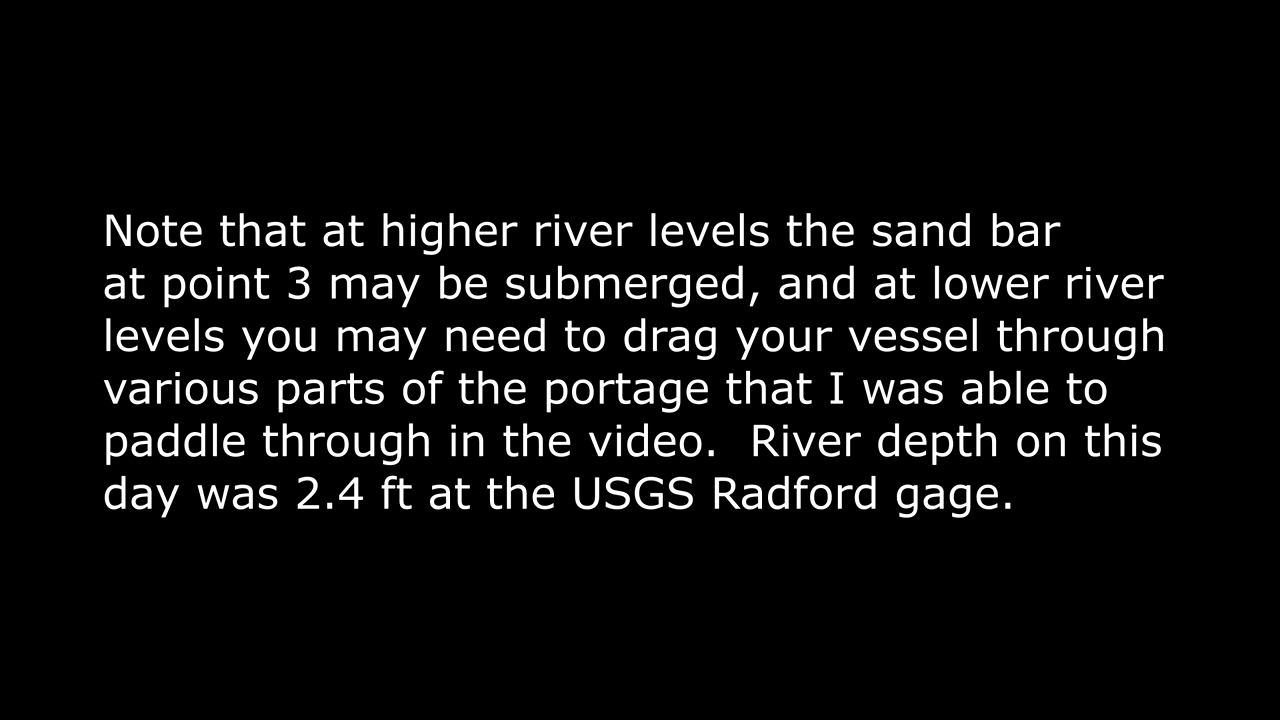 Note that at higher river levels the sand bar
at point 3 may be submerged, and at lower river
levels you may need to drag your vessel through
various parts of the portage that I was able to
paddle through in the video.  River depth on this
day was 2.4 ft at the USGS Radford gage.